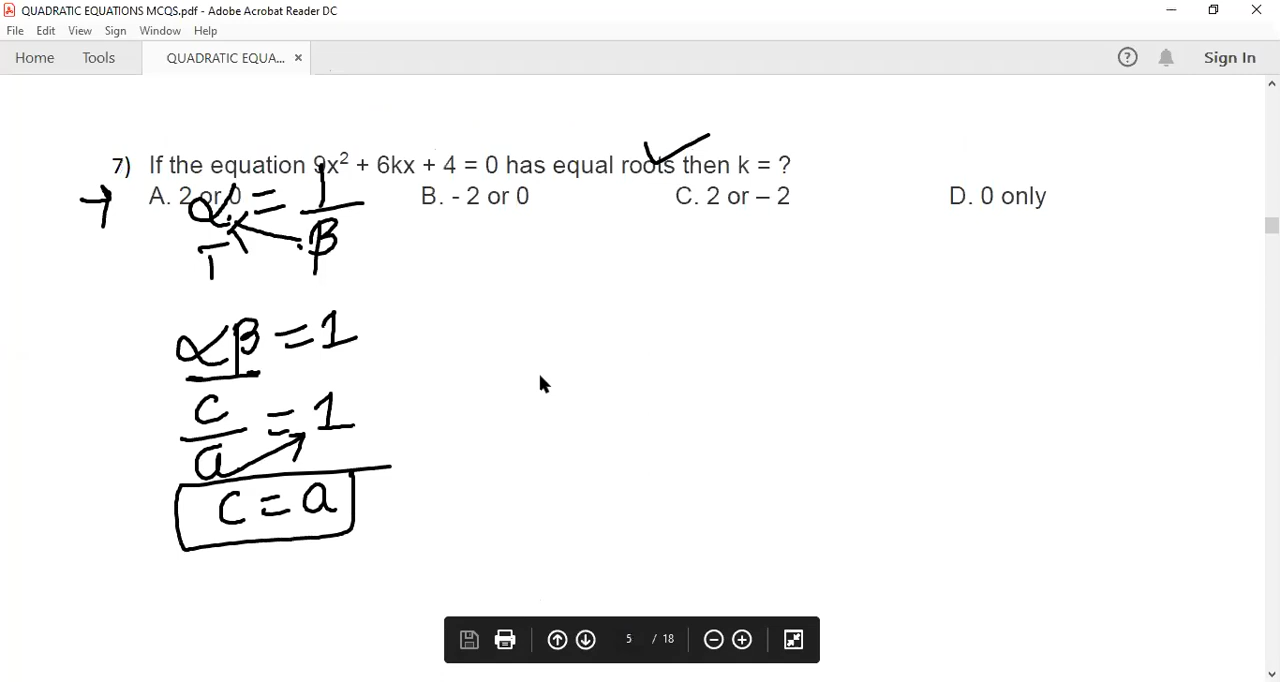 QUADRATIC EQUATIONS MCQS.pdf - Adobe Acrobat Reader DC
File Edit View Sign Window Help
Home Tools QUADRATIC EQUA... × Sign In
7) If the equation 9x² + 6kx + 4 = 0 has equal roots then k = ?
A. 2 or 0 B. - 2 or 0 C. 2 or – 2 D. 0 only
α = 1/β
1
αβ = 1
c/a = 1
c = a
5 / 18